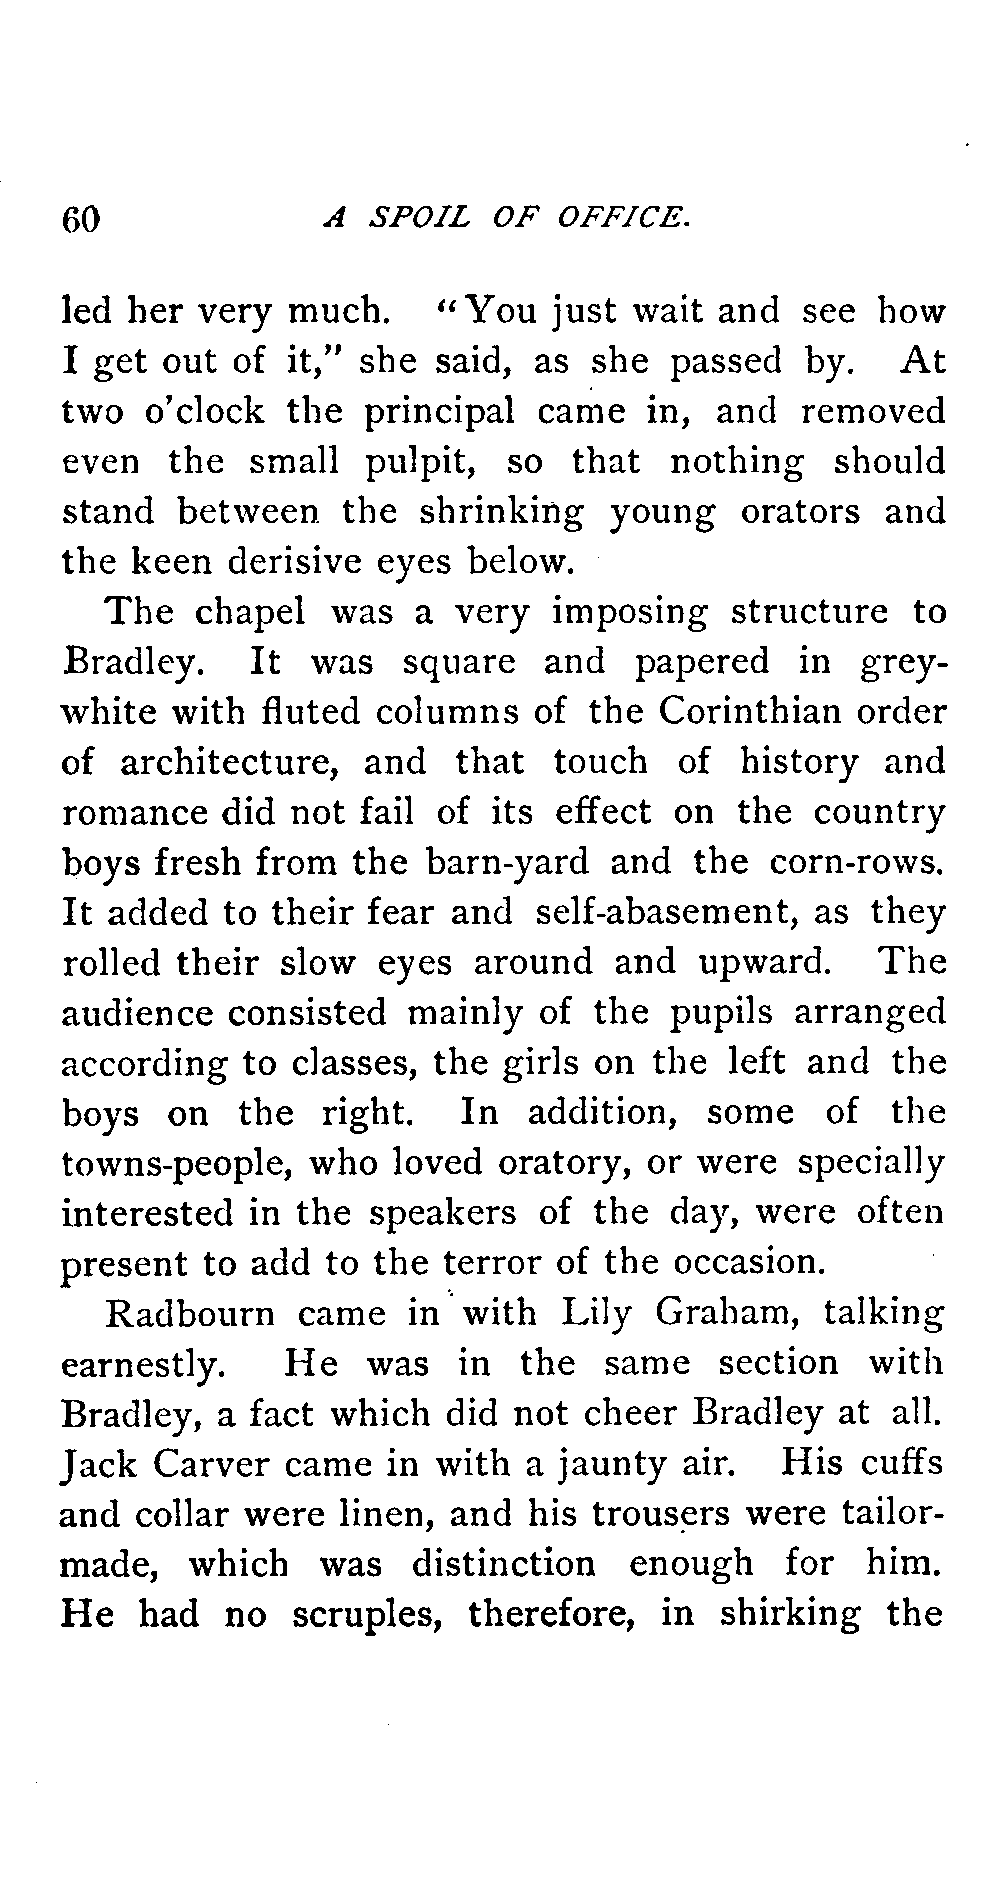 60 A SPOIL OF OFFICE.
led her very much. "You just wait and see how
I get out of it," she said, as she passed by. At
two o'clock the principal came in, and removed
even the small pulpit, so that nothing should
stand between the shrinking young orators and
the keen derisive eyes below.
The chapel was a very imposing structure to
Bradley. It was square and papered in grey-
white with fluted columns of the Corinthian order
of architecture, and that touch of history and
romance did not fail of its effect on the country
boys fresh from the barn-yard and the corn-rows.
It added to their fear and self-abasement, as they
rolled their slow eyes around and upward. The
audience consisted mainly of the pupils arranged
according to classes, the girls on the left and the
boys on the right. In addition, some of the
towns-people, who loved oratory, or were specially
interested in the speakers of the day, were often
present to add to the terror of the occasion.
Radbourn came in with Lily Graham, talking
earnestly. He was in the same section with
Bradley, a fact which did not cheer Bradley at all.
Jack Carver came in with a jaunty air. His cuffs
and collar were linen, and his trousers were tailor-
made, which was distinction enough for him.
He had no scruples, therefore, in shirking the